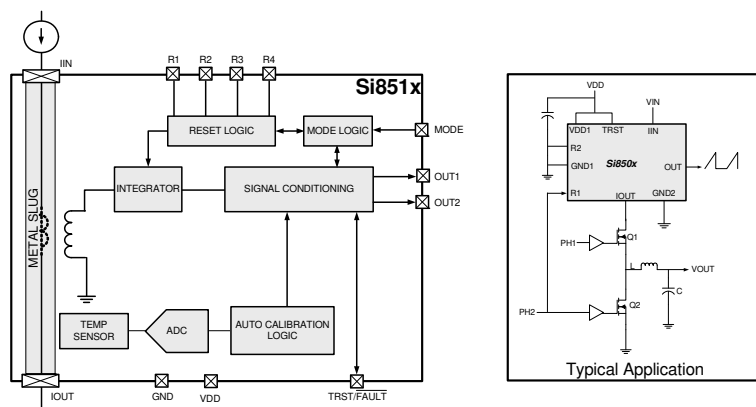 IIN
R1 R2 R3 R4
Si851x
RESET LOGIC
MODE LOGIC
MODE
METAL SLUG
INTEGRATOR
SIGNAL CONDITIONING
OUT1
OUT2
TEMP
SENSOR
ADC
AUTO CALIBRATION
LOGIC
IOUT
GND
VDD
TRST/FAULT
VDD
VIN
VDD1
TRST
IIN
R2
GND1
Si850x
OUT
R1
IOUT
GND2
PH1
Q1
L
VOUT
C
PH2
Q2
Typical Application